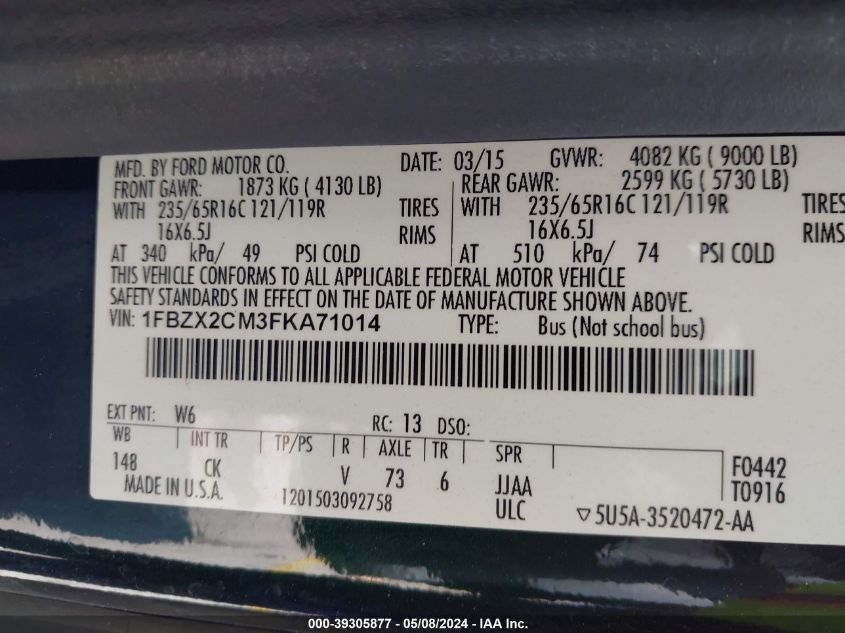 MFD. BY FORD MOTOR CO. DATE: 03/15 GVWR: 4082 KG ( 9000 LB)
FRONT GAWR: 1873 KG ( 4130 LB) REAR GAWR: 2599 KG ( 5730 LB)
WITH 235/65R16C 121/119R TIRES WITH 235/65R16C 121/119R TIRES
16X6.5J RIMS 16X6.5J RIMS
AT 340 kPa/ 49 PSI COLD AT 510 kPa/ 74 PSI COLD
THIS VEHICLE CONFORMS TO ALL APPLICABLE FEDERAL MOTOR VEHICLE
SAFETY STANDARDS IN EFFECT ON THE DATE OF MANUFACTURE SHOWN ABOVE.
VIN: 1FBZX2CM3FKA71014 TYPE: Bus (Not school bus)
EXT PNT: W6 RC: 13 DSO:
WB INT TR TP/PS R AXLE TR SPR
148 CK V 73 6 JJAA F0442
MADE IN U.S.A. 1201503092758 ULC T0916
▽5U5A-3520472-AA
000-39305877 - 05/08/2024 - IAA Inc.